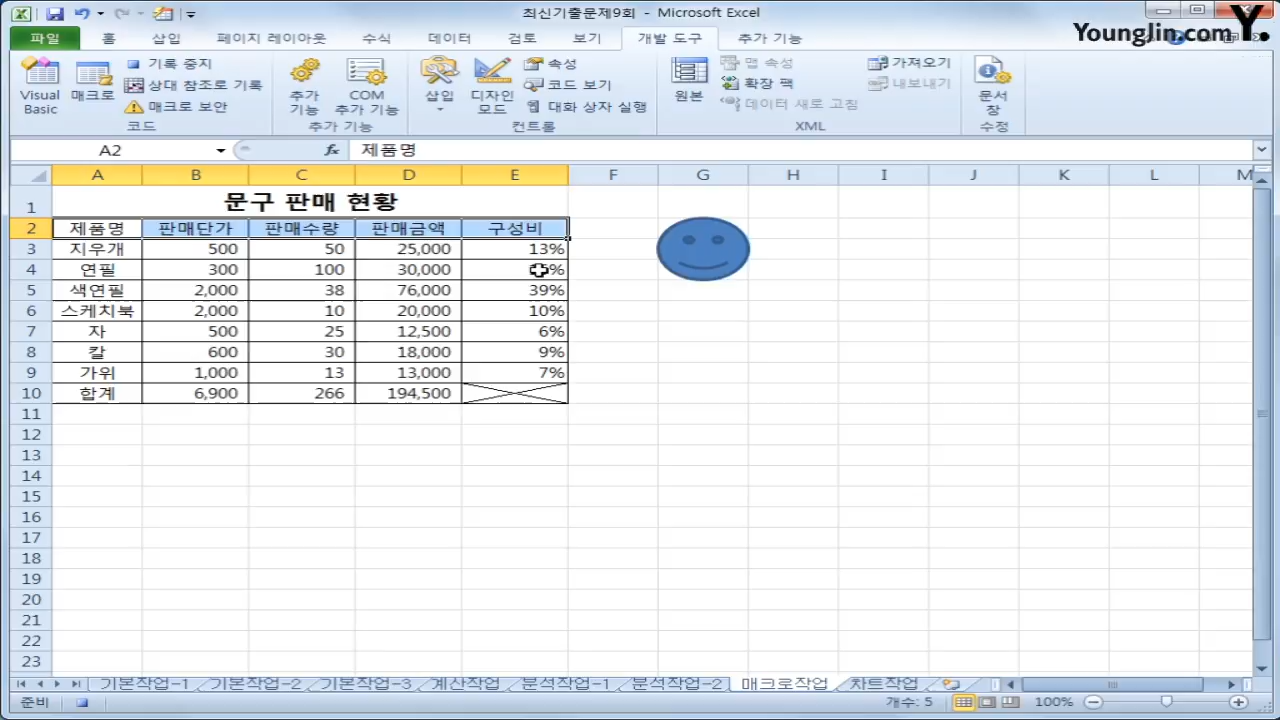 최신기출문제9회 - Microsoft Excel
Younglin.com Y.
파일 홈 삽입 페이지 레이아웃 수식 데이터 검토 보기 개발 도구 추가 기능
Visual Basic
매크로
기록 중지
상대 참조로 기록
매크로 보안
코드
추가 기능
COM 추가 기능
추가 기능
삽입
디자인 모드
속성
코드 보기
대화 상자 실행
컨트롤
원본
맵 속성
확장 팩
데이터 새로 고침
가져오기
내보내기
XML
문서 창
수정
A2 fx 제품명
A B C D E F G H I J K L M
1 문구 판매 현황
2 제품명 판매단가 판매수량 판매금액 구성비
3 지우개 500 50 25,000 13%
4 연필 300 100 30,000 %
5 색연필 2,000 38 76,000 39%
6 스케치북 2,000 10 20,000 10%
7 자 500 25 12,500 6%
8 칼 600 30 18,000 9%
9 가위 1,000 13 13,000 7%
10 합계 6,900 266 194,500
11
12
13
14
15
16
17
18
19
20
21
22
23
기본작업-1 기본작업-2 기본작업-3 계산작업 분석작업-1 분석작업-2 매크로작업 차트작업
준비 개수: 5 100%